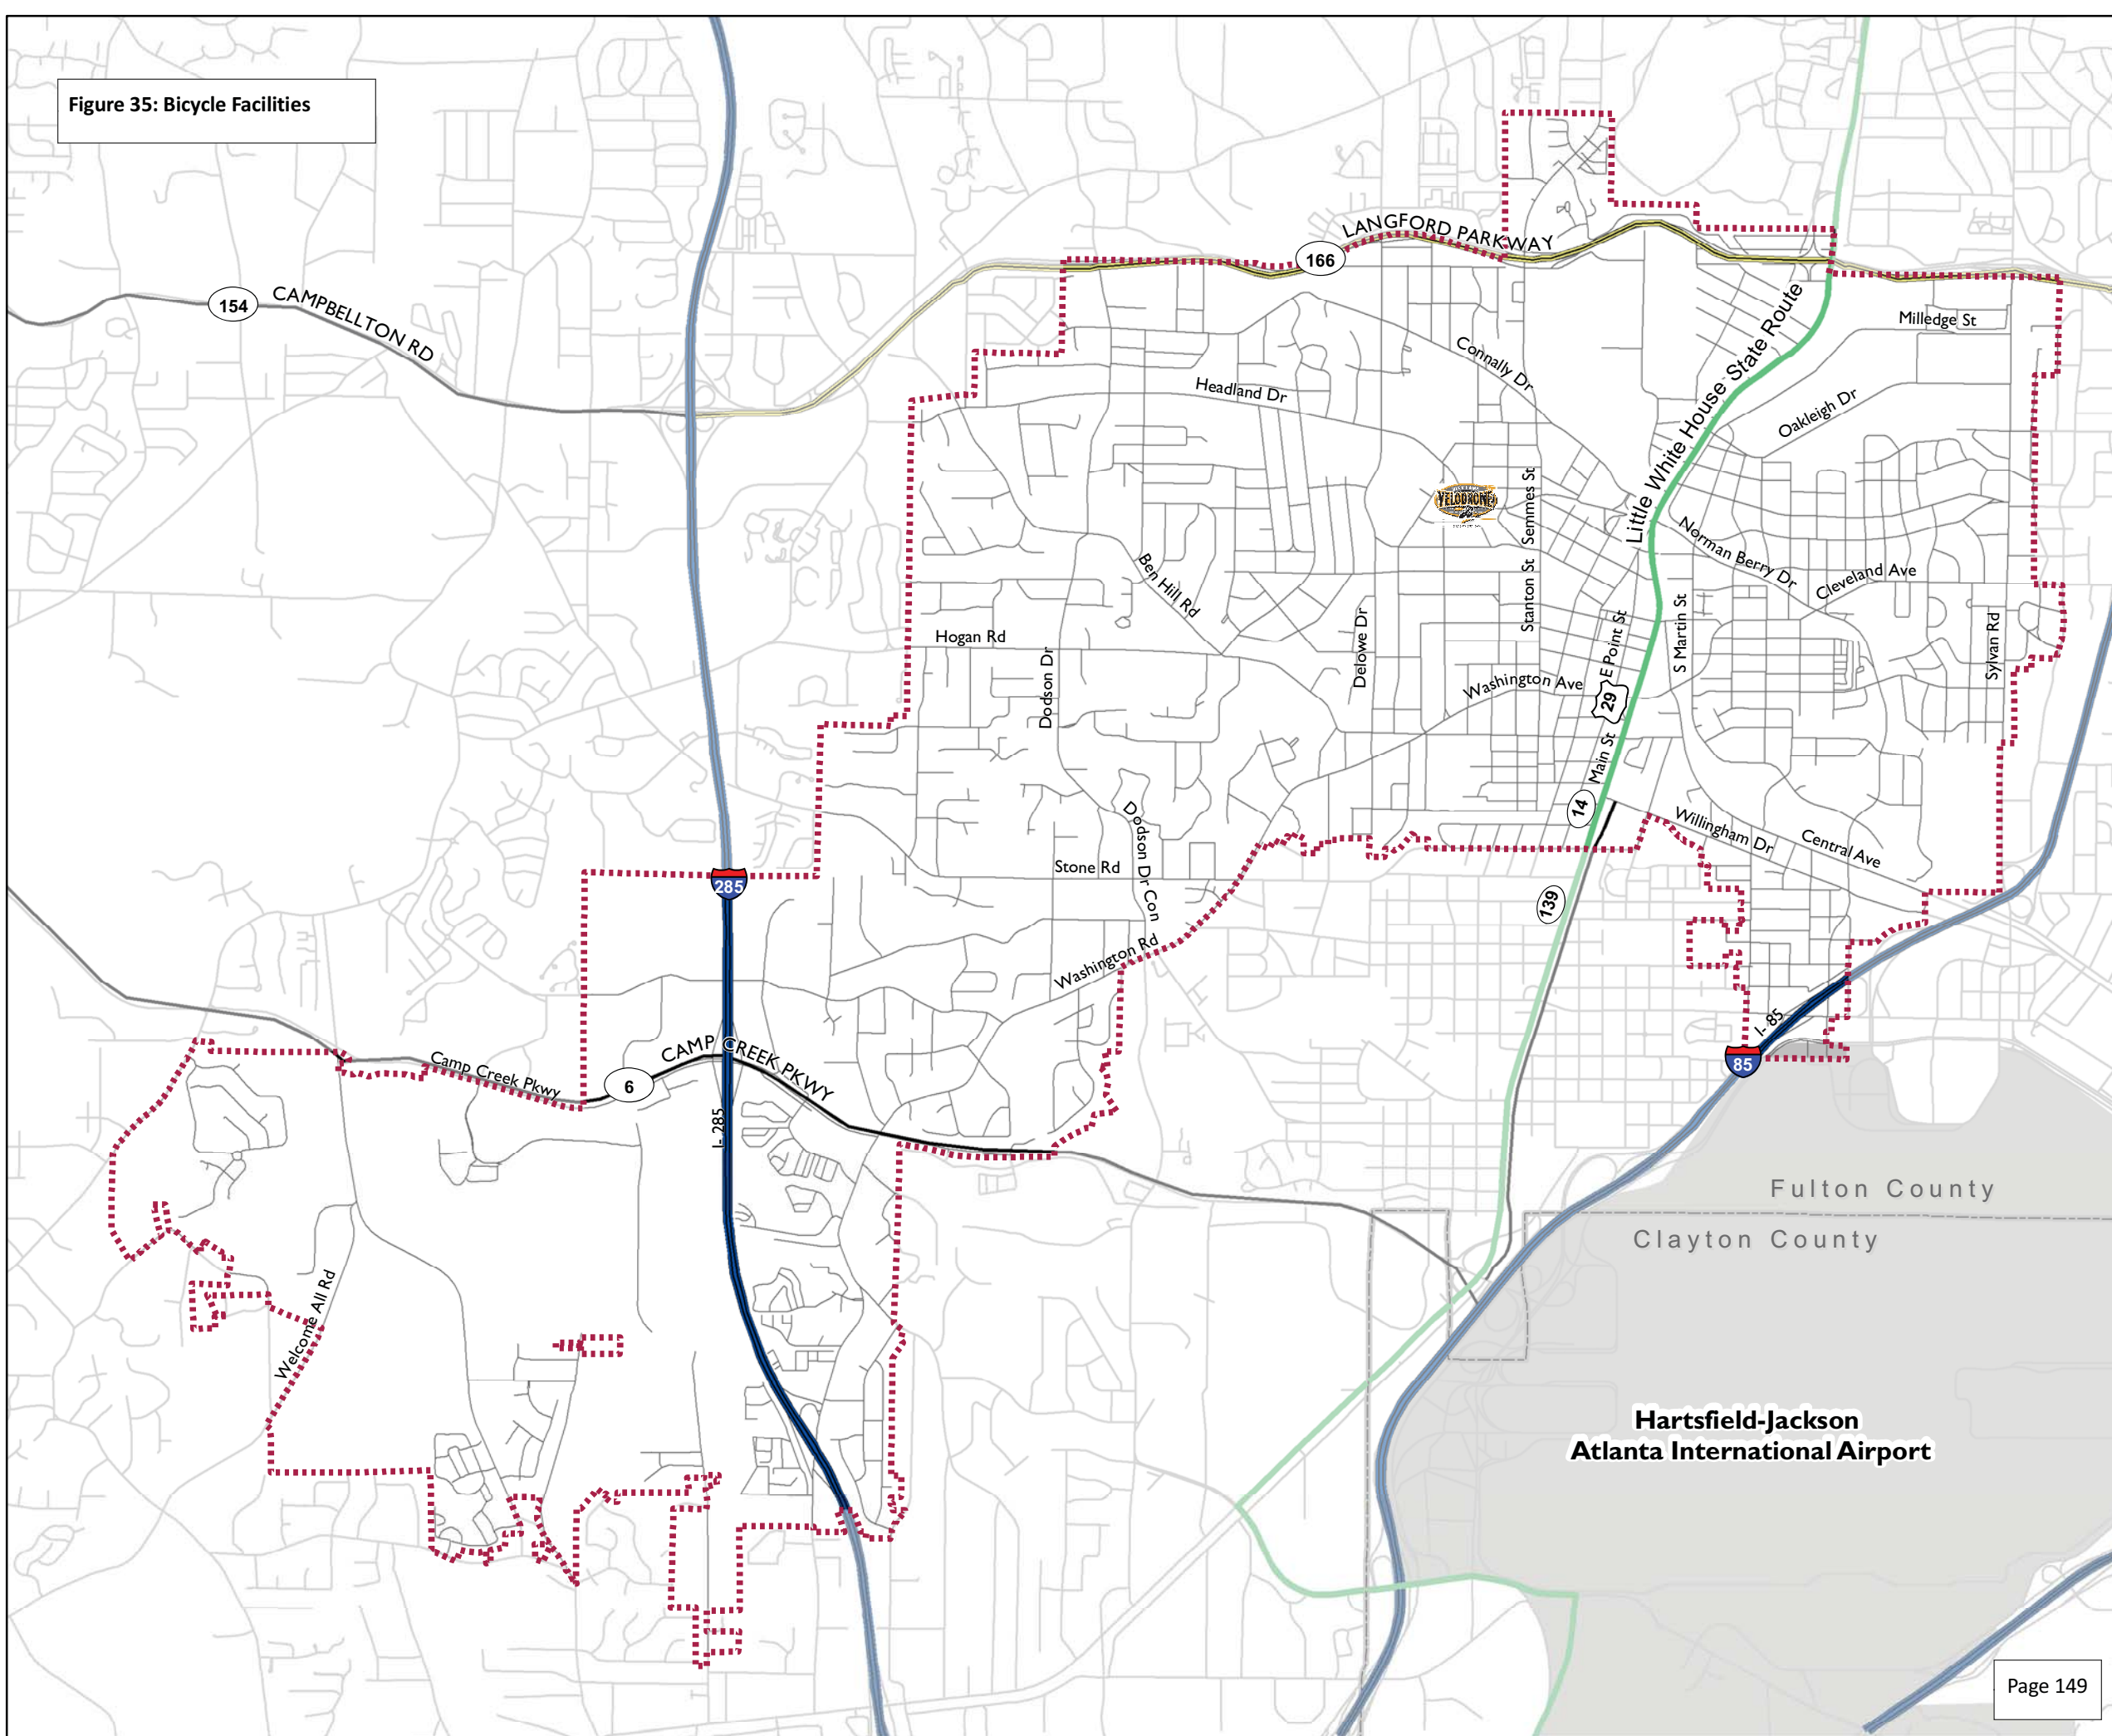 Figure 35: Bicycle Facilities
LANGFORD PARKWAY
166
154
CAMPBELLTON RD
Little White House State Route
Milledge St
Connally Dr
Headland Dr
Oakleigh Dr
VELODROME
Semmes St
Norman Berry Dr
Cleveland Ave
Ben Hill Rd
Stanton St
Hogan Rd
Dodson Dr
Delowe Dr
E Point St
S Martin St
Sylvan Rd
Washington Ave
29
Main St
14
Willingham Dr
Central Ave
Dodson Dr Con
Stone Rd
285
139
Washington Rd
I- 85
85
CAMP CREEK PKWY
Camp Creek Pkwy
6
I- 285
Fulton County
Clayton County
Welcome All Rd
Hartsfield-Jackson
Atlanta International Airport
Page 149